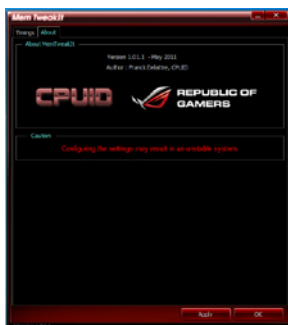 Mem TweakIt
Timings About
About MemTweakIt
Version 1.01.1 - May 2011
Author : Franck Delattre, CPUID
CPUID
REPUBLIC OF
GAMERS
Caution
Configuring the settings may result in an unstable system
Apply OK